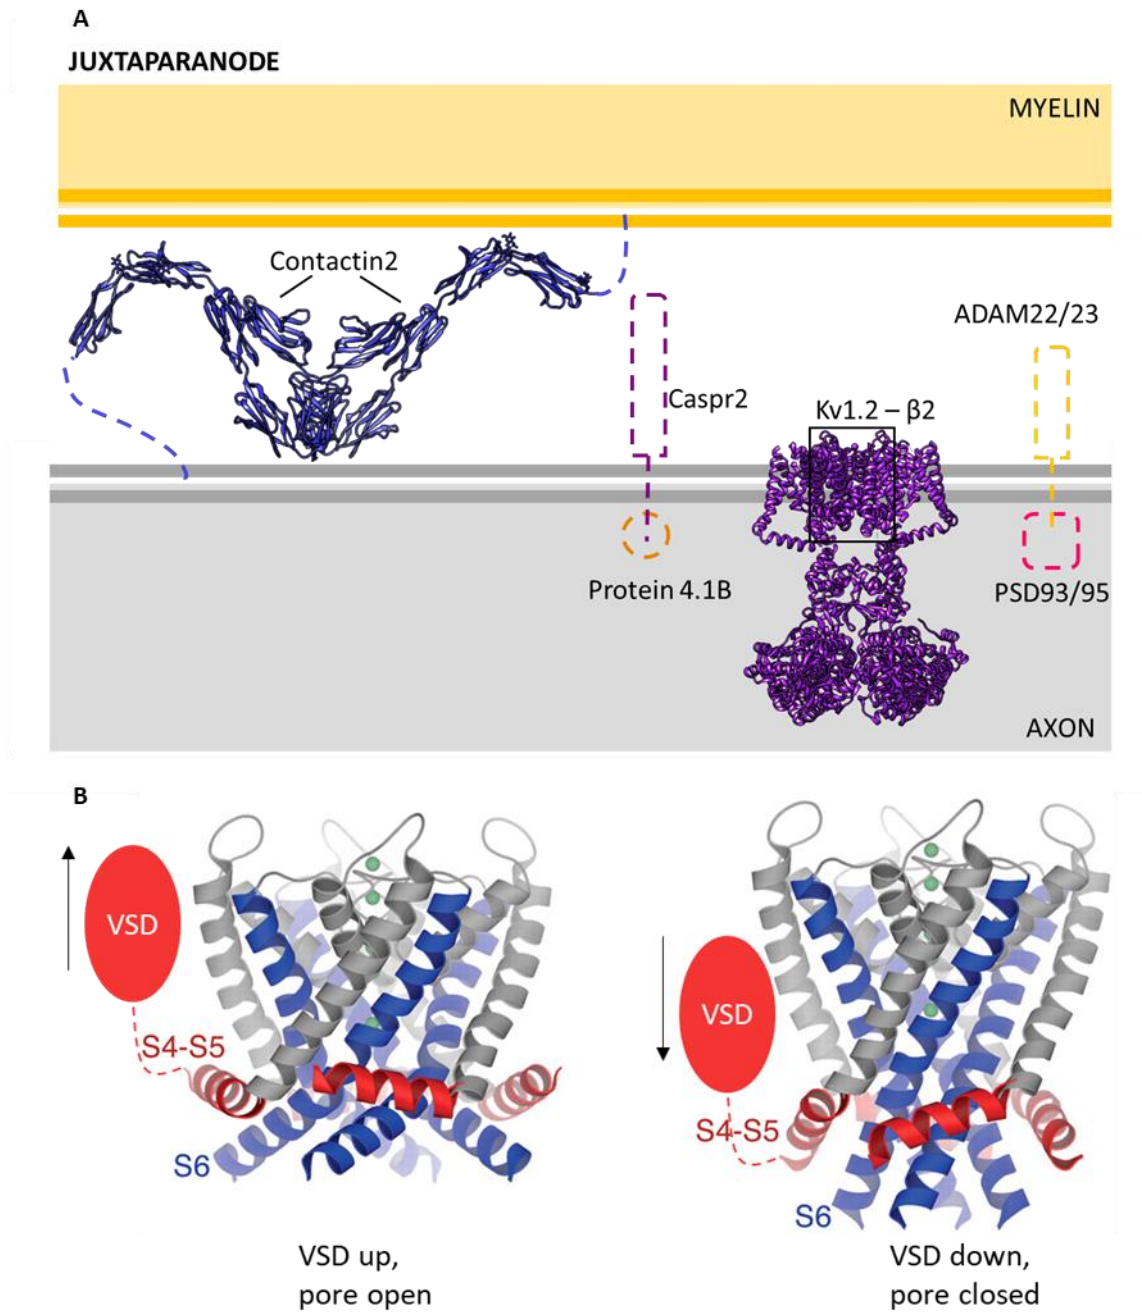 A
JUXTAPARANODE
MYELIN
Contactin2
ADAM22/23
Caspr2
Kv1.2 – β2
Protein 4.1B
PSD93/95
AXON
B
VSD
S4-S5
S6
VSD up,
pore open
VSD
S4-S5
S6
VSD down,
pore closed